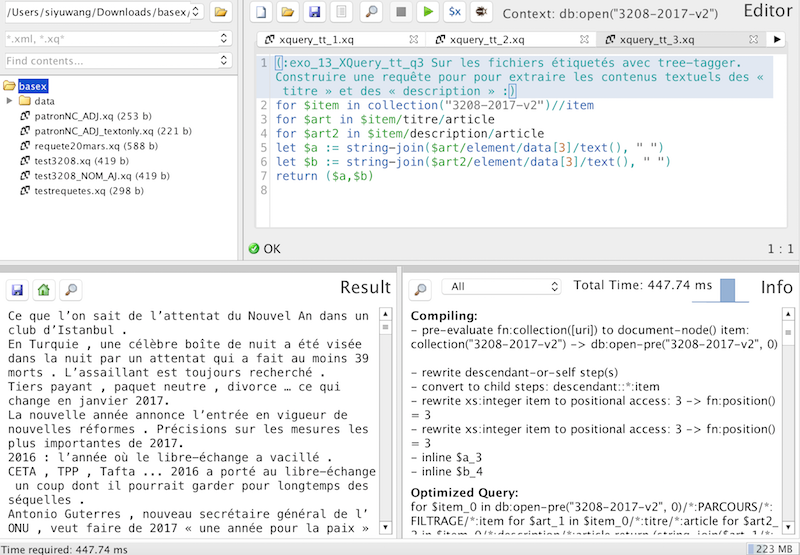 /Users/siyuwang/Downloads/basex/
*.xml, *.xq*
Find contents...
basex
data
patronNC_ADJ.xq (253 b)
patronNC_ADJ_textonly.xq (221 b)
requete20mars.xq (588 b)
test3208.xq (419 b)
test3208_NOM_AJ.xq (419 b)
testrequetes.xq (298 b)
$x
Context: db:open("3208-2017-v2")
Editor
xquery_tt_1.xq
xquery_tt_2.xq
xquery_tt_3.xq
1 (:exo_13_XQuery_tt_q3 Sur les fichiers étiquetés avec tree-tagger.
Construire une requête pour pour extraire les contenus textuels des «
titre » et des « description » :)
2 for $item in collection("3208-2017-v2")//item
3 for $art in $item/titre/article
4 for $art2 in $item/description/article
5 let $a := string-join($art/element/data[3]/text(), " ")
6 let $b := string-join($art2/element/data[3]/text(), " ")
7 return ($a,$b)
8
OK
1 : 1
Result
Ce que l’on sait de l’attentat du Nouvel An dans un
club d’Istanbul .
En Turquie , une célèbre boîte de nuit a été visée
dans la nuit par un attentat qui a fait au moins 39
morts . L’assaillant est toujours recherché .
Tiers payant , paquet neutre , divorce … ce qui
change en janvier 2017.
La nouvelle année annonce l’entrée en vigueur de
nouvelles réformes . Précisions sur les mesures les
plus importantes de 2017.
2016 : l’année où le libre-échange a vacillé .
CETA , TPP , Tafta ... 2016 a porté au libre-échange
un coup dont il pourrait garder pour longtemps des
séquelles .
Antonio Guterres , nouveau secrétaire général de l’
ONU , veut faire de 2017 « une année pour la paix »
All
Total Time: 447.74 ms
Info
Compiling:
- pre-evaluate fn:collection([uri]) to document-node() item:
collection("3208-2017-v2") -> db:open-pre("3208-2017-v2", 0)
- rewrite descendant-or-self step(s)
- convert to child steps: descendant::*:item
- rewrite xs:integer item to positional access: 3 -> fn:position()
= 3
- rewrite xs:integer item to positional access: 3 -> fn:position()
= 3
- inline $a_3
- inline $b_4
Optimized Query:
for $item_0 in db:open-pre("3208-2017-v2", 0)/*:PARCOURS/*:
FILTRAGE/*:item for $art_1 in $item_0/*:titre/*:article for $art2_
2 in $item_0/*:description/*:article return (string-join($art_1/*
Time required: 447.74 ms
223 MB